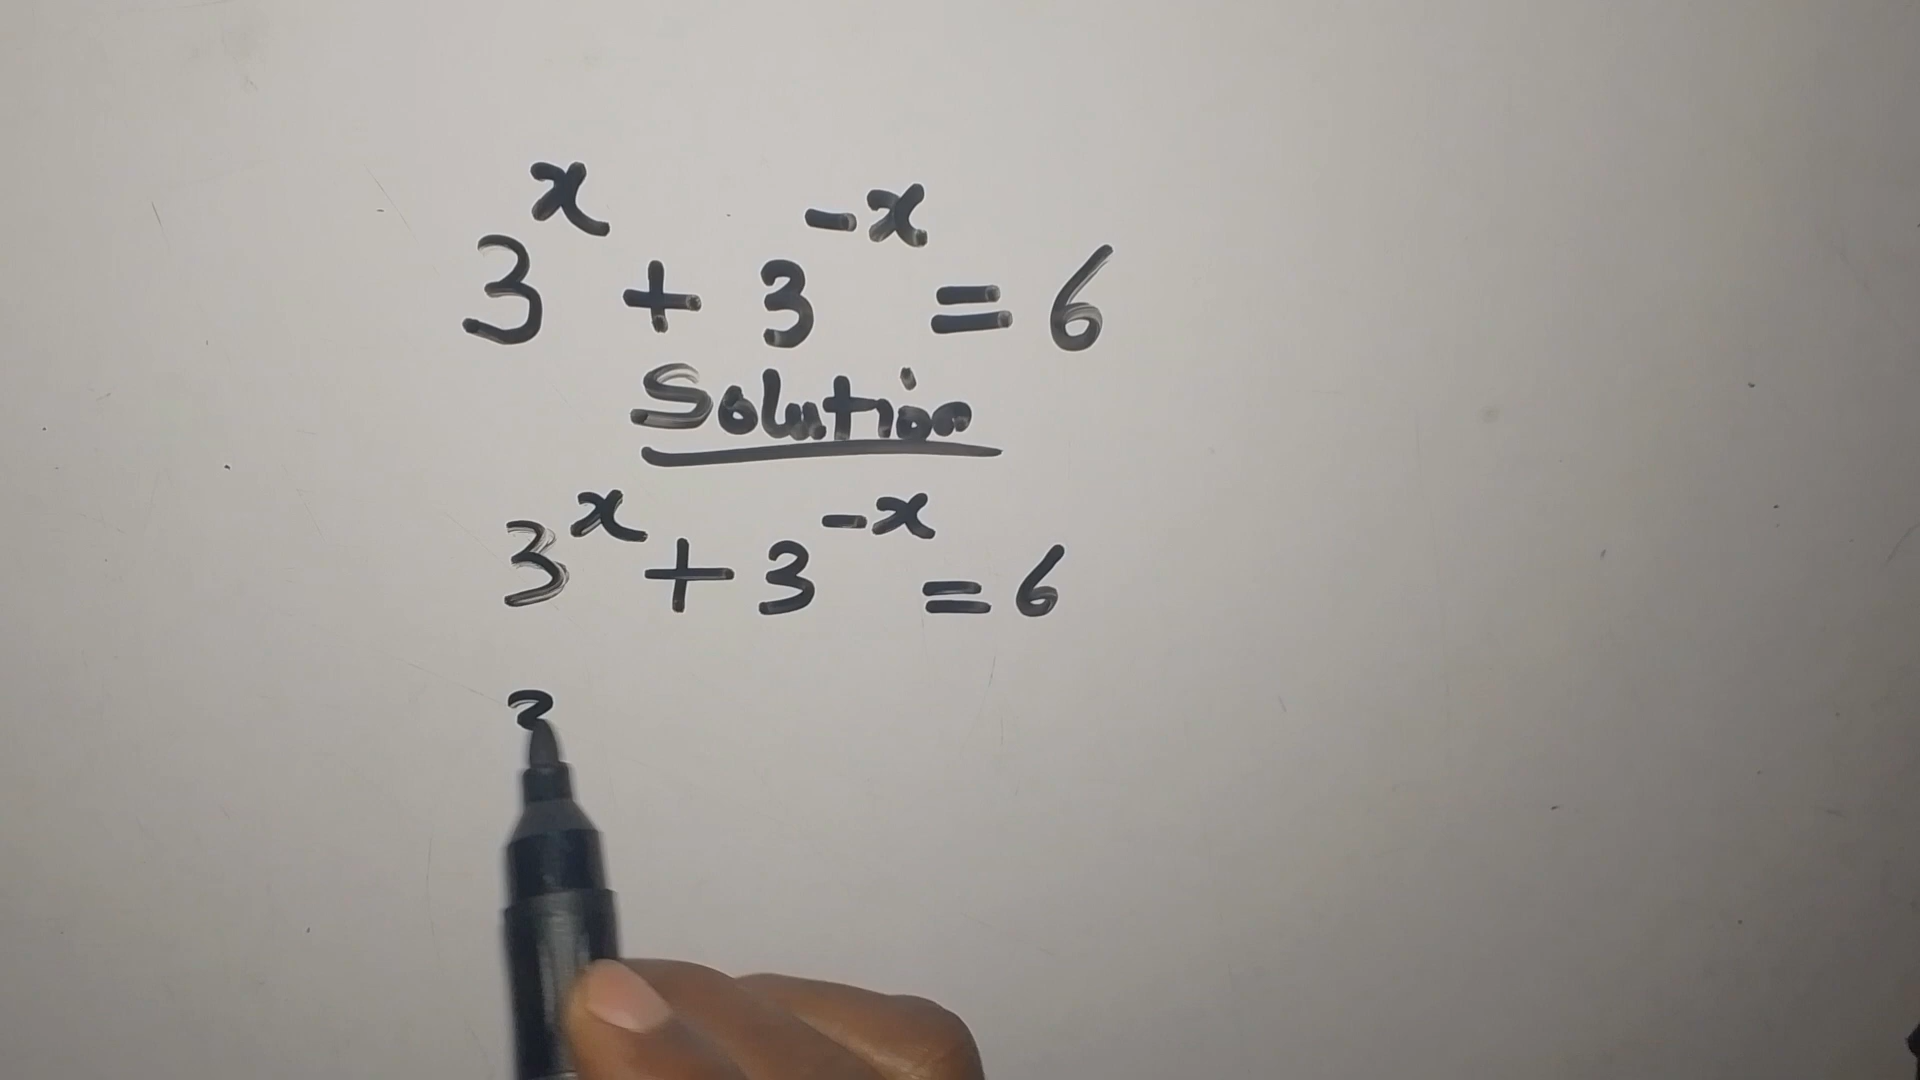 3^x + 3^-x = 6
Solution
3^x + 3^-x = 6